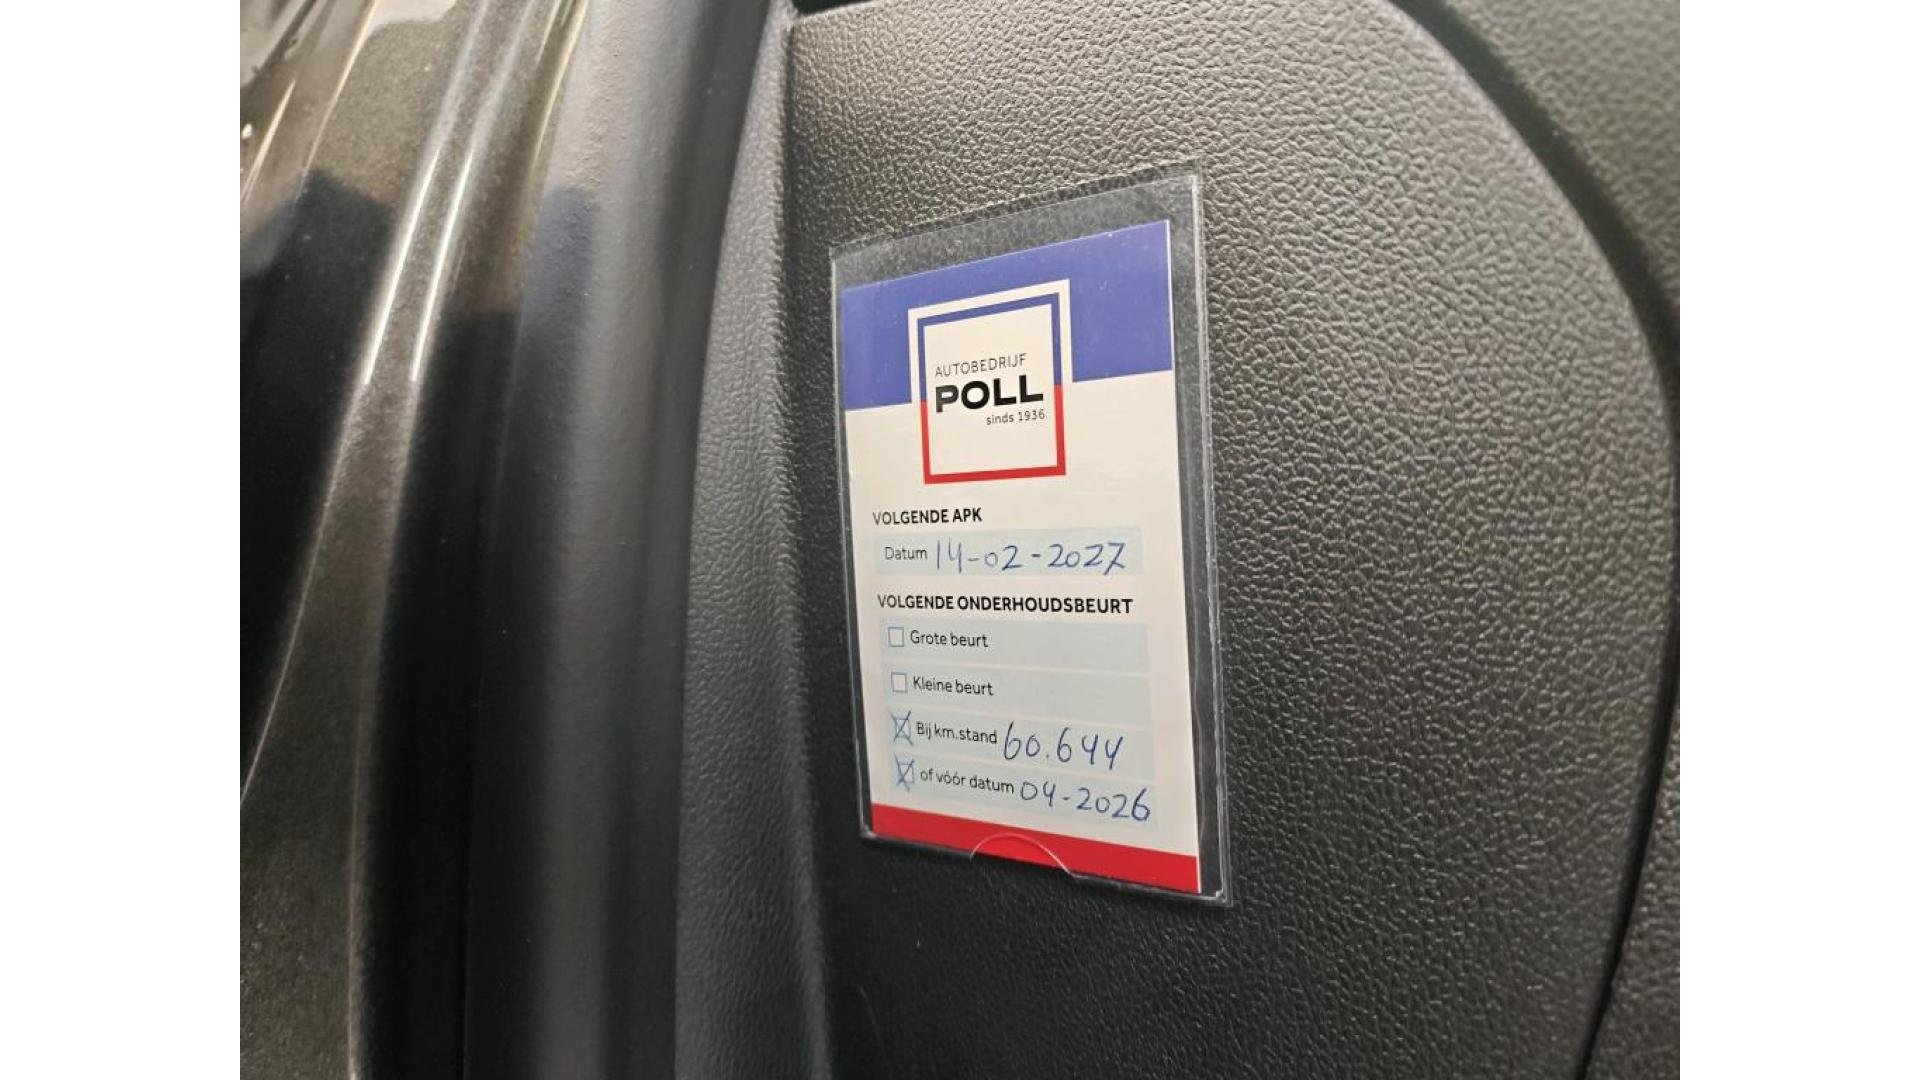 AUTOBEDRIJF
POLL
sinds 1936
VOLGENDE APK
Datum 14-02-2027
VOLGENDE ONDERHOUDSBEURT
Grote beurt
Kleine beurt
Bij km.stand 60.644
of vóór datum 04-2026